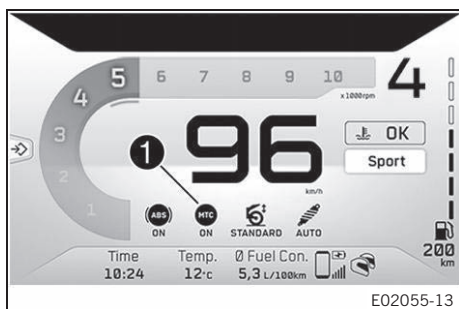 5 6 7 8 9 10 4
4 x1000rpm
3
2
1
96
km/h
OK
Sport
1
(ABS) MTC
ON ON STANDARD AUTO
Time Temp. Ø Fuel Con. 200
10:24 12°C 5,3 L/100km km
E02055-13